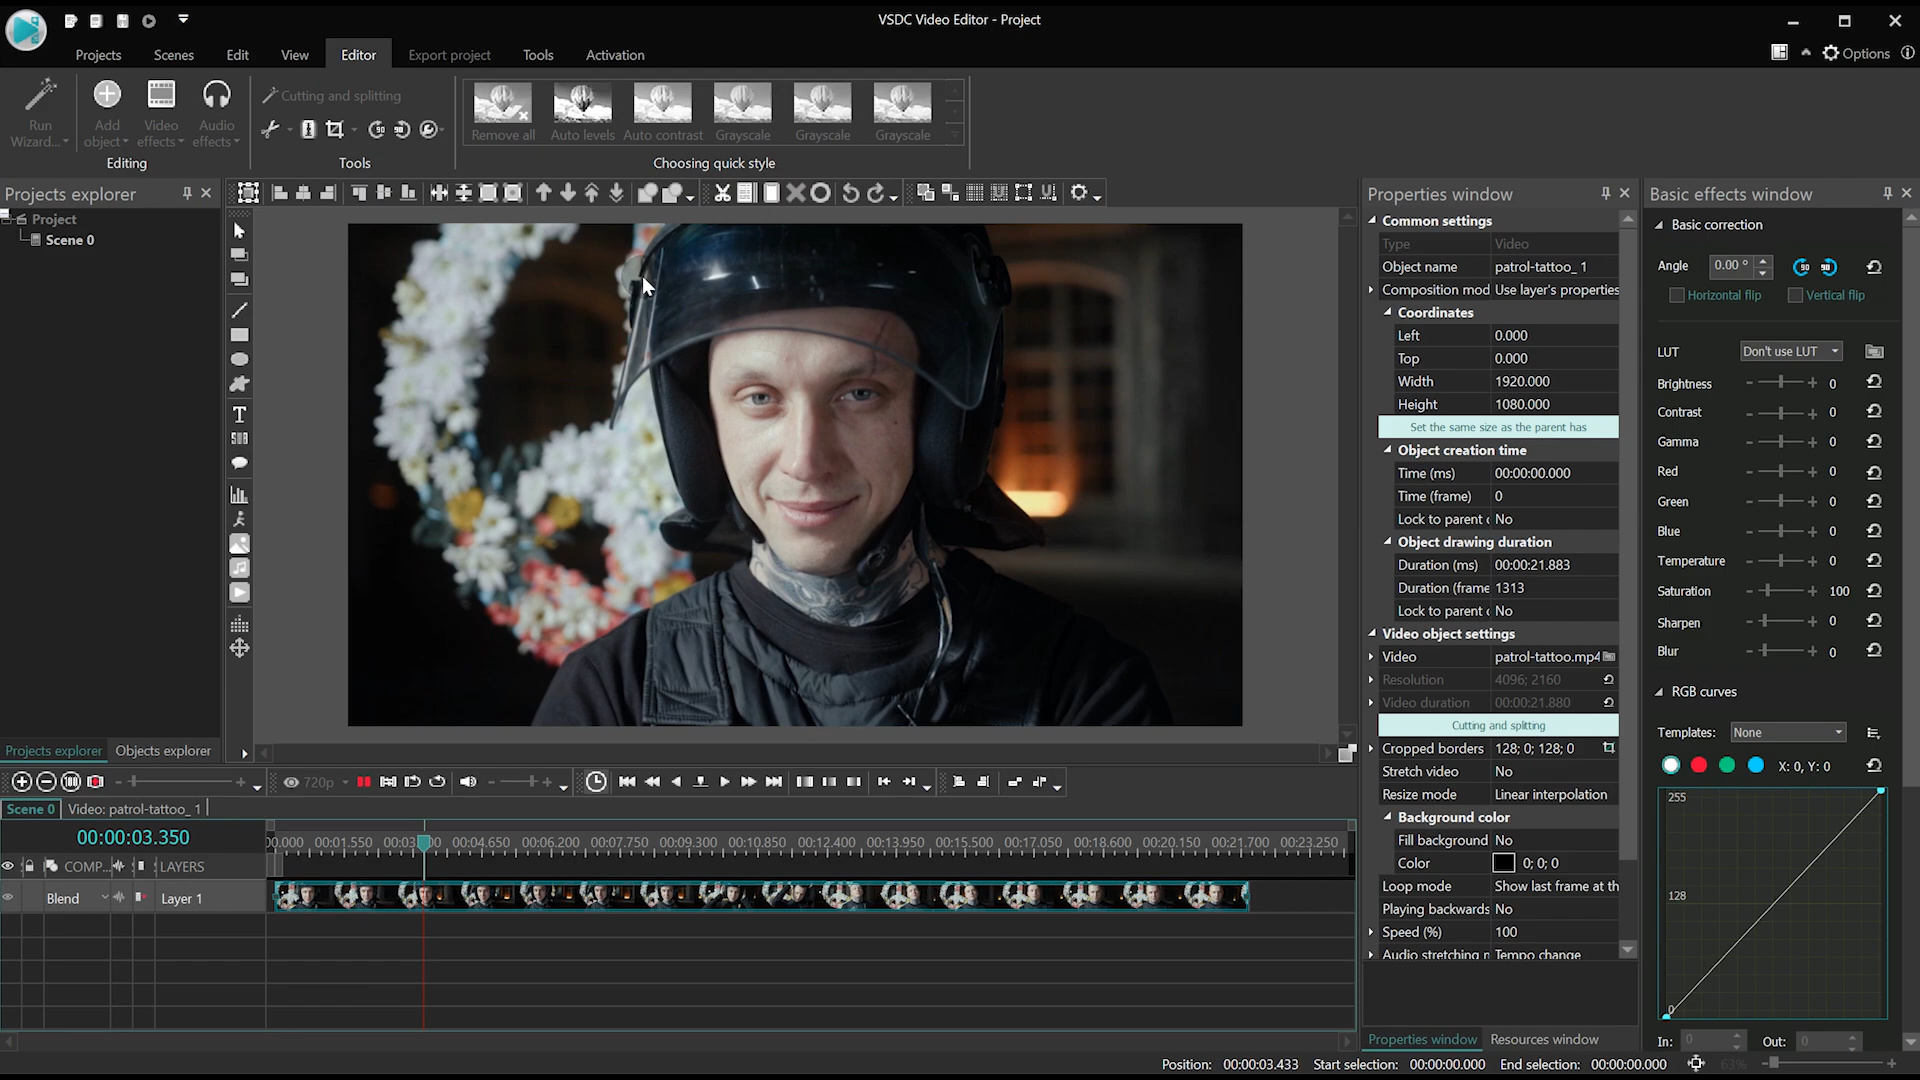 VSDC Video Editor - Project
Projects
Scenes
Edit
View
Editor
Export project
Tools
Activation
Options
Run Wizard...
Add object
Video effects
Audio effects
Editing
Cutting and splitting
Tools
Remove all
Auto levels
Auto contrast
Grayscale
Grayscale
Grayscale
Choosing quick style
Projects explorer
Project
Scene 0
Projects explorer
Objects explorer
T
SUB
Properties window
Common settings
Type Video
Object name patrol-tattoo_ 1
Composition mod Use layer's properties
Coordinates
Left 0.000
Top 0.000
Width 1920.000
Height 1080.000
Set the same size as the parent has
Object creation time
Time (ms) 00:00:00.000
Time (frame) 0
Lock to parent No
Object drawing duration
Duration (ms) 00:00:21.883
Duration (frame 1313
Lock to parent No
Video object settings
Video patrol-tattoo.mp4
Resolution 4096; 2160
Video duration 00:00:21.880
Cutting and splitting
Cropped borders 128; 0; 128; 0
Stretch video No
Resize mode Linear interpolation
Background color
Fill background No
Color 0; 0; 0
Loop mode Show last frame at th
Playing backwards No
Speed (%) 100
Audio stretching Tempo change
Properties window
Resources window
Basic effects window
Basic correction
Angle 0.00 ° 90 90
Horizontal flip
Vertical flip
LUT Don't use LUT
Brightness - + 0
Contrast - + 0
Gamma - + 0
Red - + 0
Green - + 0
Blue - + 0
Temperature - + 0
Saturation - + 100
Sharpen - + 0
Blur - + 0
RGB curves
Templates: None
X: 0, Y: 0
255
128
0
In: 0
Out: 0
720p
Scene 0
Video: patrol-tattoo_ 1
00:00:03.350
00:01.550
00:04.650
00:06.200
00:07.750
00:09.300
00:10.850
00:12.400
00:13.950
00:15.500
00:17.050
00:18.600
00:20.150
00:21.700
00:23.250
COMP...
LAYERS
Blend
Layer 1
Position: 00:00:03.433
Start selection: 00:00:00.000
End selection: 00:00:00.000
63%